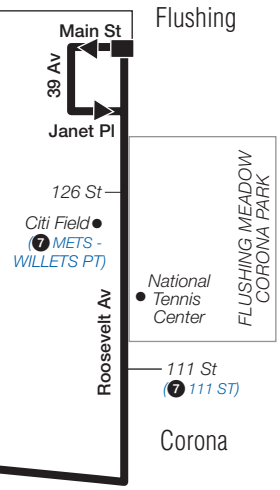 Flushing
Main St
39 Av
Janet Pl
126 St
Citi Field
(7 METS -
WILLETS PT)
FLUSHING MEADOW
CORONA PARK
National
Tennis
Center
Roosevelt Av
111 St
(7 111 ST)
Corona